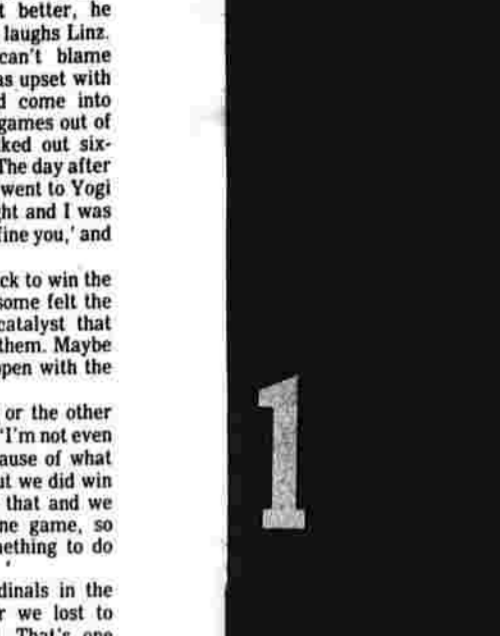 t better, he
laughs Linz.
can't blame
as upset with
d come into
games out of
ked out six-
The day after
went to Yogi
ht and I was
fine you,' and
ck to win the
some felt the
catalyst that
them. Maybe
pen with the
or the other
'I'm not even
ause of what
ut we did win
that and we
ne game, so
nething to do
'
dinals in the
r we lost to
That's one
1